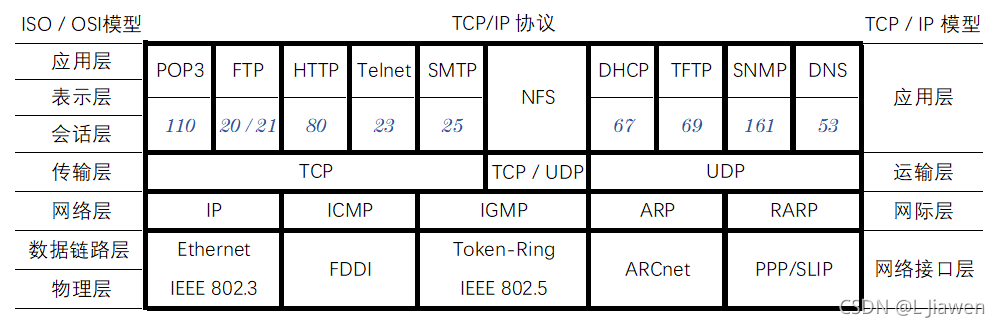 ISO / OSI模型 TCP/IP 协议 TCP / IP 模型
应用层 POP3 FTP HTTP Telnet SMTP NFS DHCP TFTP SNMP DNS 应用层
表示层
会话层 110 20 / 21 80 23 25 67 69 161 53
传输层 TCP TCP / UDP UDP 运输层
网络层 IP ICMP IGMP ARP RARP 网际层
数据链路层 Ethernet FDDI Token-Ring ARCnet PPP/SLIP 网络接口层
物理层 IEEE 802.3 IEEE 802.5
CSDN @L Jiawen